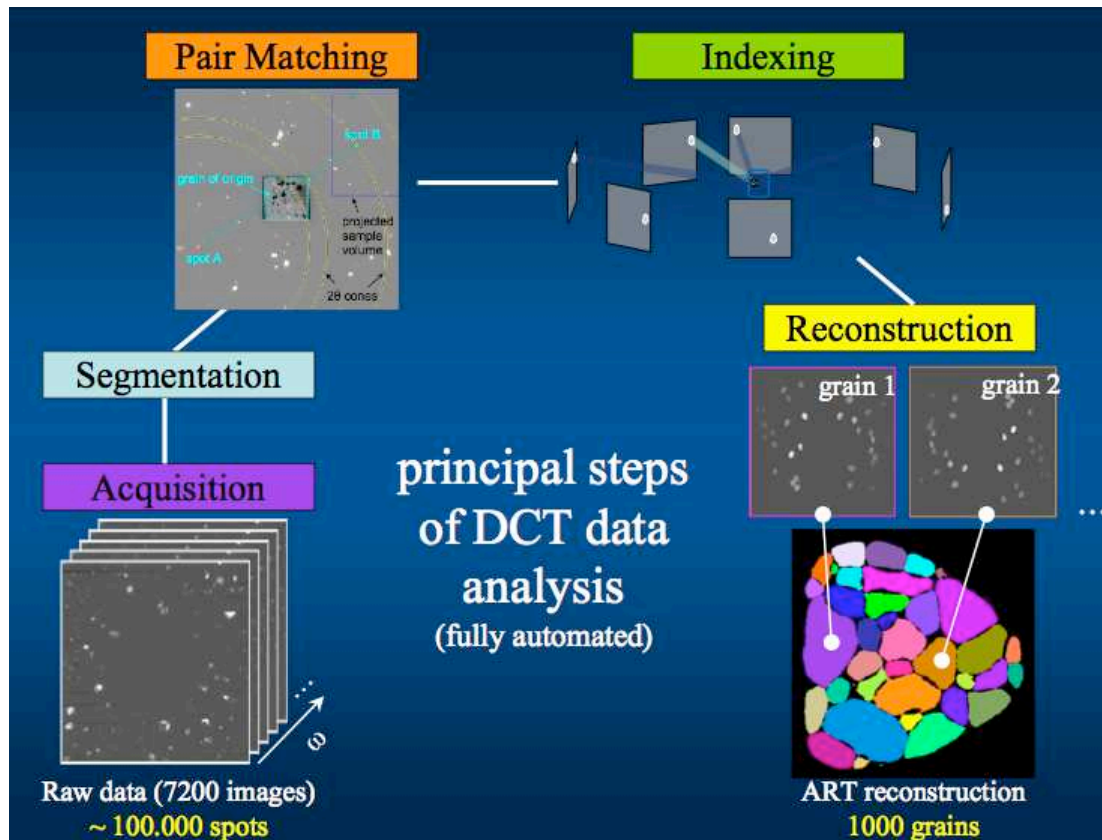 Pair Matching
Indexing
spot B
grain of origin
projected
sample
volume
spot A
2θ cones
Segmentation
Reconstruction
grain 1
grain 2
...
Acquisition
principal steps
of DCT data
analysis
(fully automated)
...
ω
Raw data (7200 images)
~ 100.000 spots
ART reconstruction
1000 grains